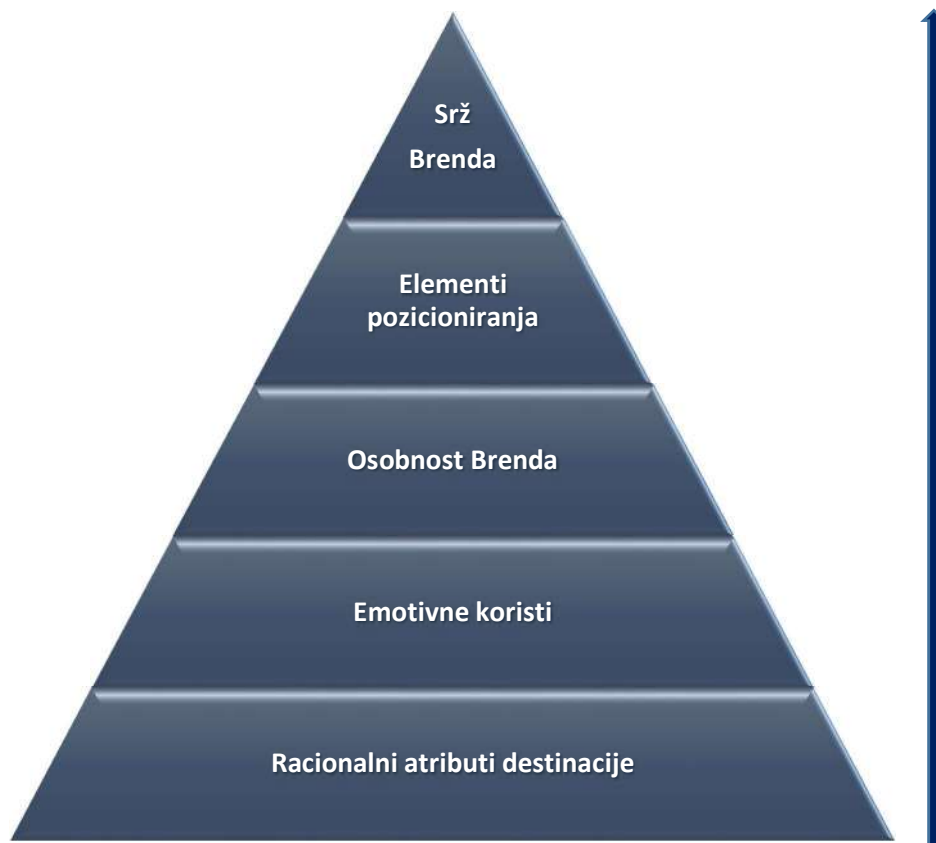 Srž
Brenda
Elementi
pozicioniranja
Osobnost Brenda
Emotivne koristi
Racionalni atributi destinacije